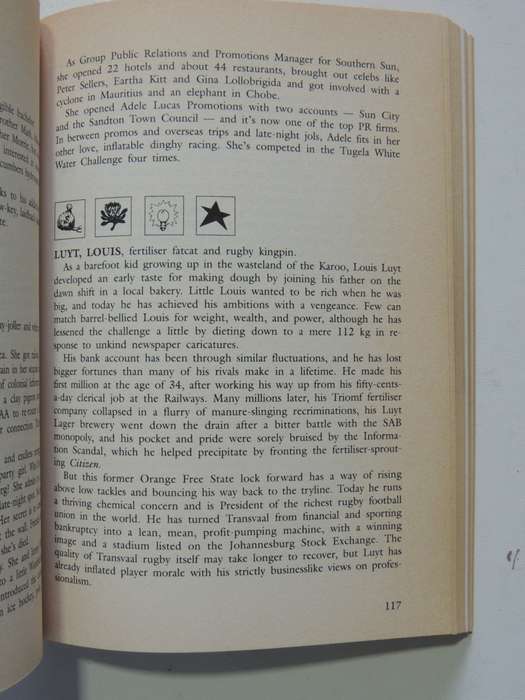 As Group Public Relations and Promotions Manager for Southern Sun,
she opened 22 hotels and about 44 restaurants, brought out celebs like
Peter Sellers, Eartha Kitt and Gina Lollobrigida and got involved with a
cyclone in Mauritius and an elephant in Chobe.
She opened Adele Lucas Promotions with two accounts — Sun City
and the Sandton Town Council — and it's now one of the top PR firms.
In between promos and overseas trips and late-night jols, Adele fits in her
other love, inflatable dinghy racing. She's competed in the Tugela White
Water Challenge four times.
LUYT, LOUIS, fertiliser fatcat and rugby kingpin.
As a barefoot kid growing up in the wasteland of the Karoo, Louis Luyt
developed an early taste for making dough by joining his father on the
dawn shift in a local bakery. Little Louis wanted to be rich when he was
big, and today he has achieved his ambitions with a vengeance. Few can
match barrel-bellied Louis for weight, wealth, and power, although he has
lessened the challenge a little by dieting down to a mere 112 kg in re-
sponse to unkind newspaper caricatures.
His bank account has been through similar fluctuations, and he has lost
bigger fortunes than many of his rivals make in a lifetime. He made his
first million at the age of 34, after working his way up from his fifty-cents-
a-day clerical job at the Railways. Many millions later, his Triomf fertiliser
company collapsed in a flurry of manure-slinging recriminations, his Luyt
Lager brewery went down the drain after a bitter battle with the SAB
monopoly, and his pocket and pride were sorely bruised by the Informa-
tion Scandal, which he helped precipitate by fronting the fertiliser-sprout-
ing Citizen.
But this former Orange Free State lock forward has a way of rising
above low tackles and bouncing his way back to the tryline. Today he runs
a thriving chemical concern and is President of the richest rugby football
union in the world. He has turned Transvaal from financial and sporting
bankruptcy into a lean, mean, profit-pumping machine, with a winning
image and a stadium listed on the Johannesburg Stock Exchange. The
quality of Transvaal rugby itself may take longer to recover, but Luyt has
already inflated player morale with his strictly businesslike views on profes-
sionalism.
117